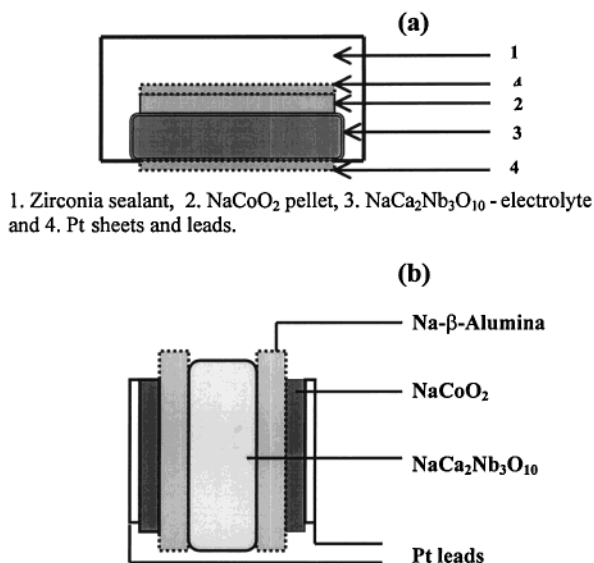 (a)
1
2
3
4
1. Zirconia sealant, 2. NaCoO₂ pellet, 3. NaCa₂Nb₃O₁₀ - electrolyte
and 4. Pt sheets and leads.
(b)
Na-β-Alumina
NaCoO₂
NaCa₂Nb₃O₁₀
Pt leads